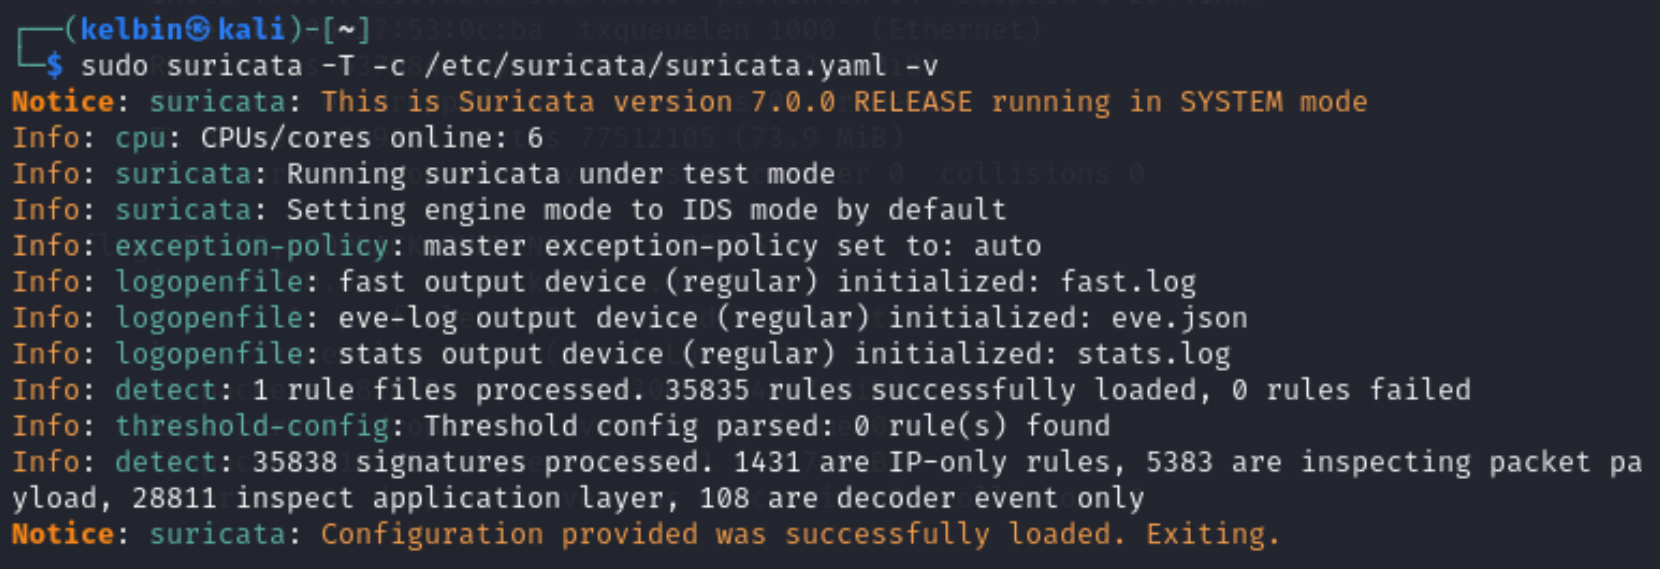 ┌──(kelbin㉿kali)-[~]
└─$ sudo suricata -T -c /etc/suricata/suricata.yaml -v
Notice: suricata: This is Suricata version 7.0.0 RELEASE running in SYSTEM mode
Info: cpu: CPUs/cores online: 6
Info: suricata: Running suricata under test mode
Info: suricata: Setting engine mode to IDS mode by default
Info: exception-policy: master exception-policy set to: auto
Info: logopenfile: fast output device (regular) initialized: fast.log
Info: logopenfile: eve-log output device (regular) initialized: eve.json
Info: logopenfile: stats output device (regular) initialized: stats.log
Info: detect: 1 rule files processed. 35835 rules successfully loaded, 0 rules failed
Info: threshold-config: Threshold config parsed: 0 rule(s) found
Info: detect: 35838 signatures processed. 1431 are IP-only rules, 5383 are inspecting packet pa
yload, 28811 inspect application layer, 108 are decoder event only
Notice: suricata: Configuration provided was successfully loaded. Exiting.